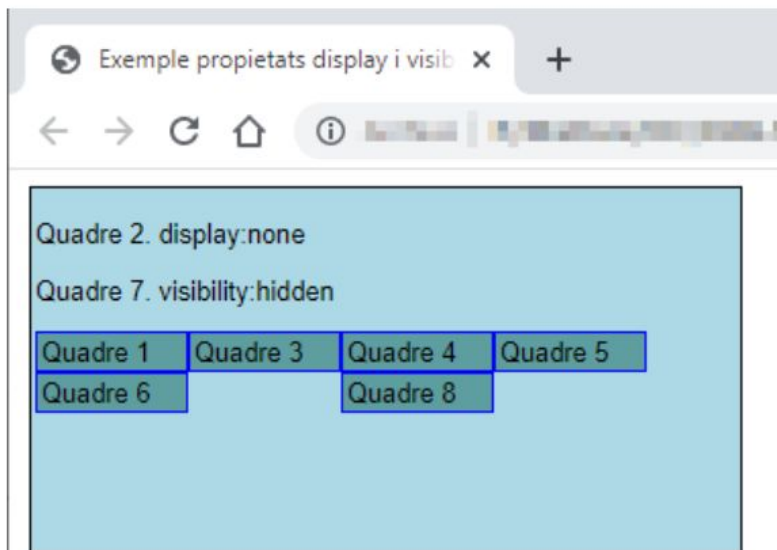 Exemple propietats display i visib
Quadre 2. display:none
Quadre 7. visibility:hidden
Quadre 1 Quadre 3 Quadre 4 Quadre 5
Quadre 6 Quadre 8